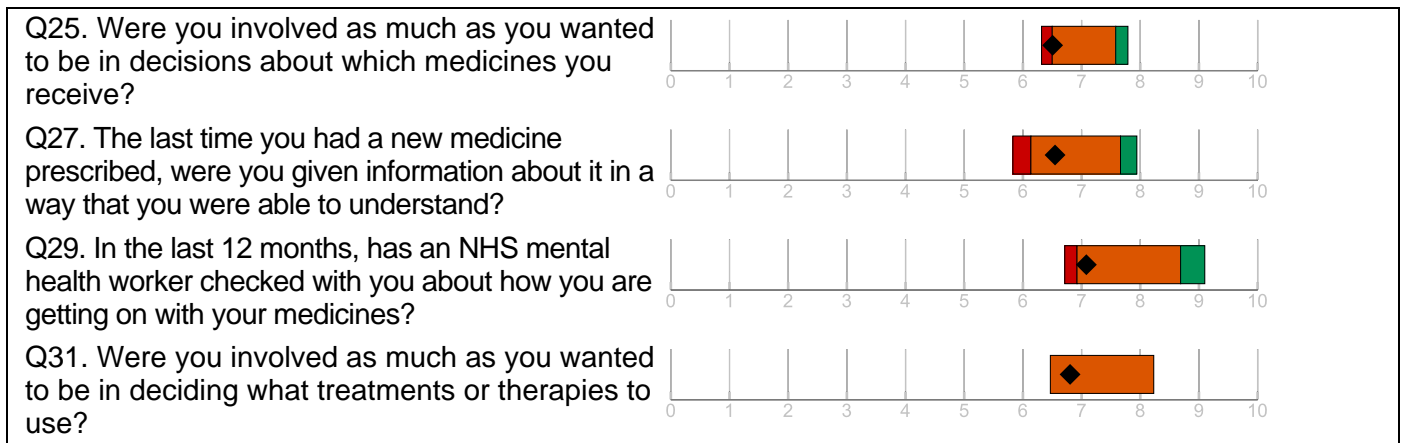 Q25. Were you involved as much as you wanted
to be in decisions about which medicines you
receive?
0 1 2 3 4 5 6 7 8 9 10
Q27. The last time you had a new medicine
prescribed, were you given information about it in a
way that you were able to understand?
0 1 2 3 4 5 6 7 8 9 10
Q29. In the last 12 months, has an NHS mental
health worker checked with you about how you are
getting on with your medicines?
0 1 2 3 4 5 6 7 8 9 10
Q31. Were you involved as much as you wanted
to be in deciding what treatments or therapies to
use?
0 1 2 3 4 5 6 7 8 9 10